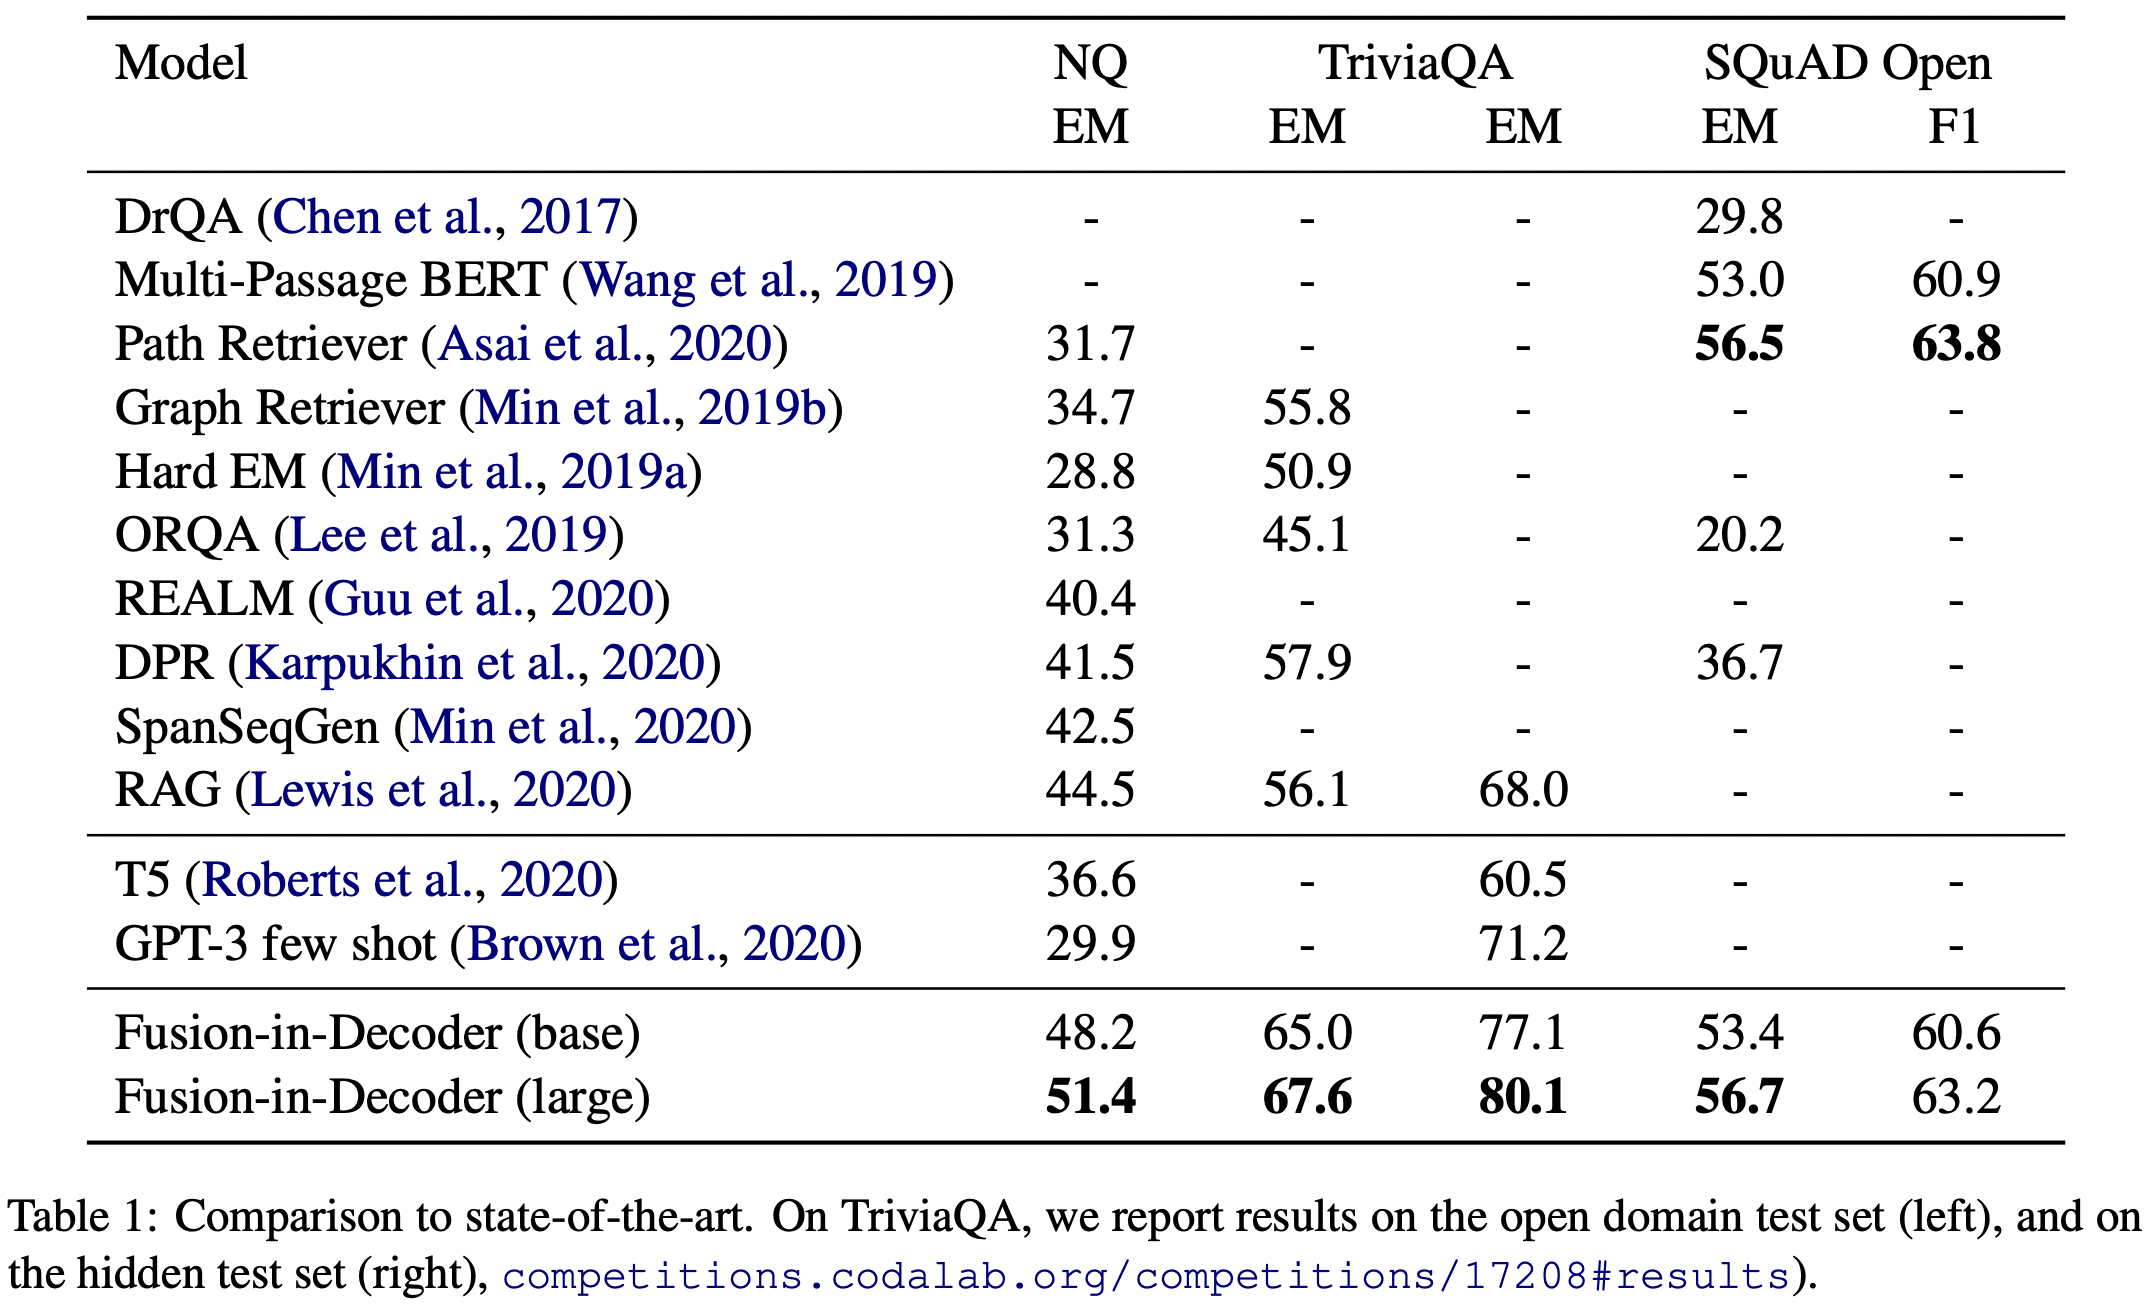 Model NQ TriviaQA SQuAD Open
EM EM EM EM F1
DrQA (Chen et al., 2017) - - - 29.8 -
Multi-Passage BERT (Wang et al., 2019) - - - 53.0 60.9
Path Retriever (Asai et al., 2020) 31.7 - - 56.5 63.8
Graph Retriever (Min et al., 2019b) 34.7 55.8 - - -
Hard EM (Min et al., 2019a) 28.8 50.9 - - -
ORQA (Lee et al., 2019) 31.3 45.1 - 20.2 -
REALM (Guu et al., 2020) 40.4 - - - -
DPR (Karpukhin et al., 2020) 41.5 57.9 - 36.7 -
SpanSeqGen (Min et al., 2020) 42.5 - - - -
RAG (Lewis et al., 2020) 44.5 56.1 68.0 - -
T5 (Roberts et al., 2020) 36.6 - 60.5 - -
GPT-3 few shot (Brown et al., 2020) 29.9 - 71.2 - -
Fusion-in-Decoder (base) 48.2 65.0 77.1 53.4 60.6
Fusion-in-Decoder (large) 51.4 67.6 80.1 56.7 63.2
Table 1: Comparison to state-of-the-art. On TriviaQA, we report results on the open domain test set (left), and on
the hidden test set (right), competitions.codalab.org/competitions/17208#results).